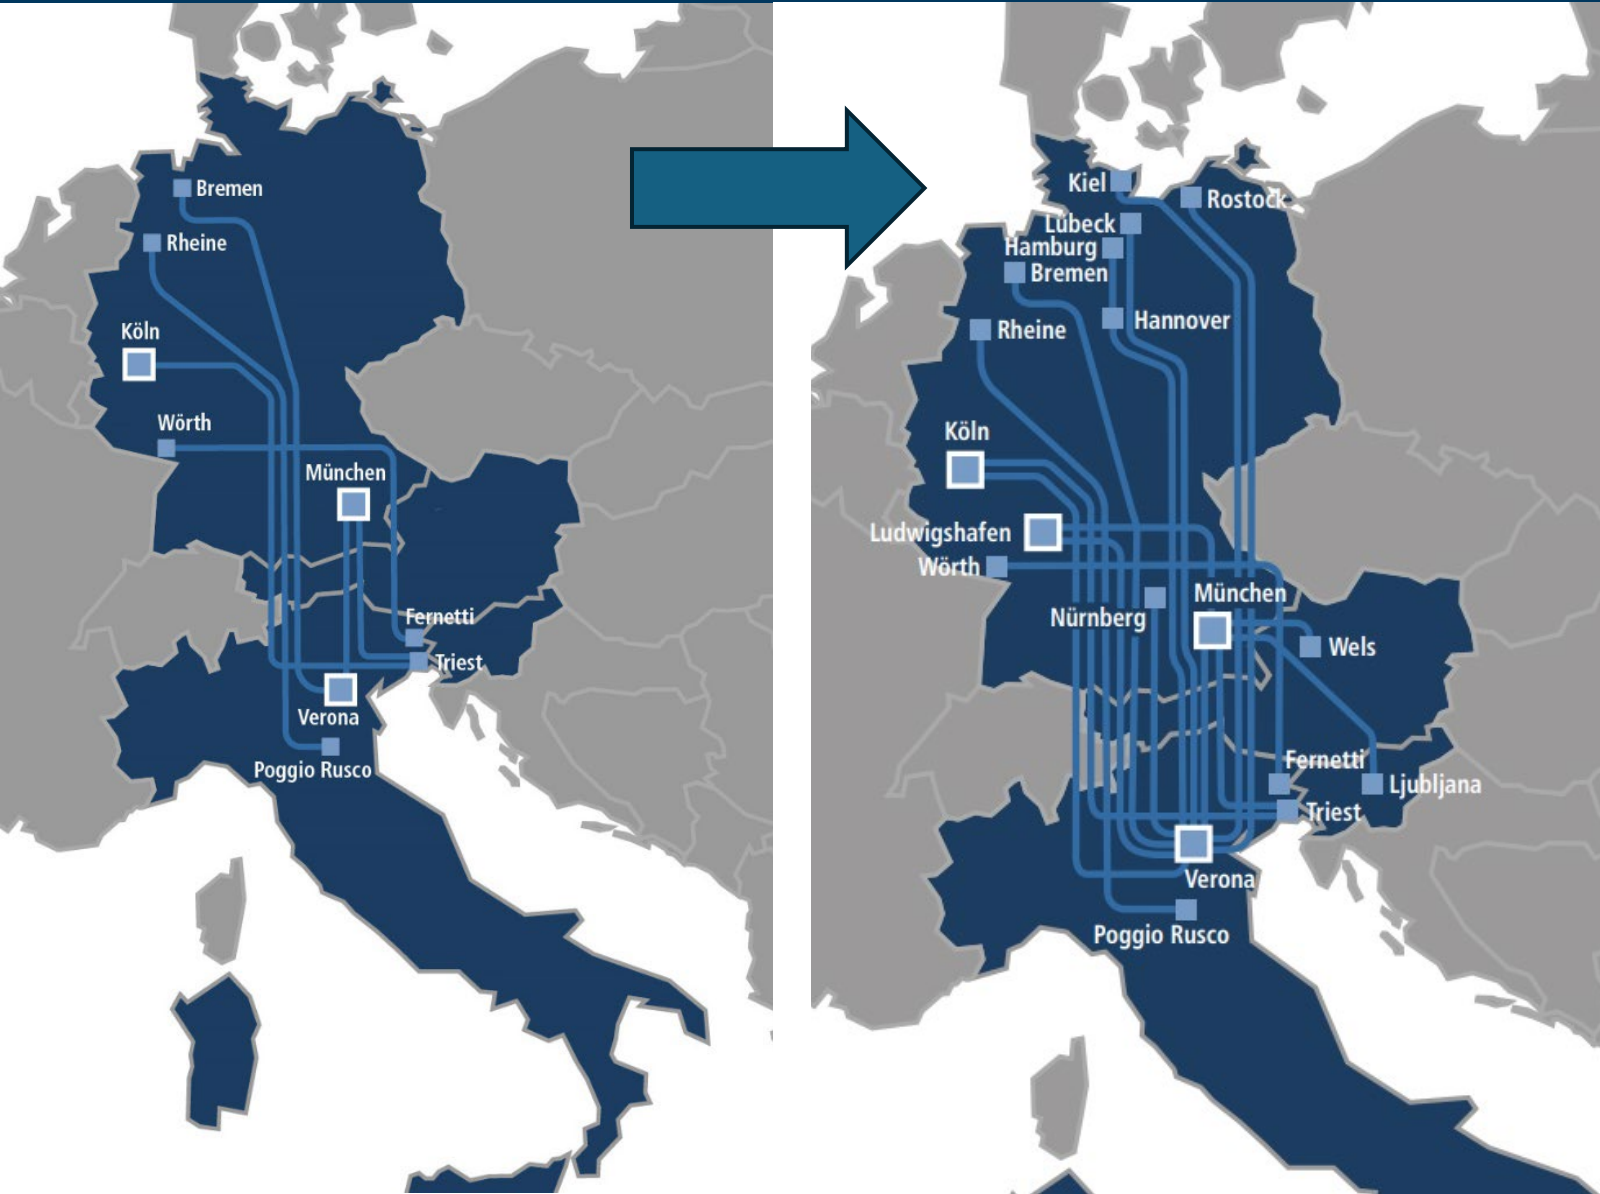 Bremen
Rheine
Köln
Wörth
München
Fernetti
Triest
Verona
Poggio Rusco
Kiel
Rostock
Lübeck
Hamburg
Bremen
Hannover
Rheine
Köln
Ludwigshafen
Wörth
München
Nürnberg
Wels
Fernetti
Ljubljana
Triest
Verona
Poggio Rusco